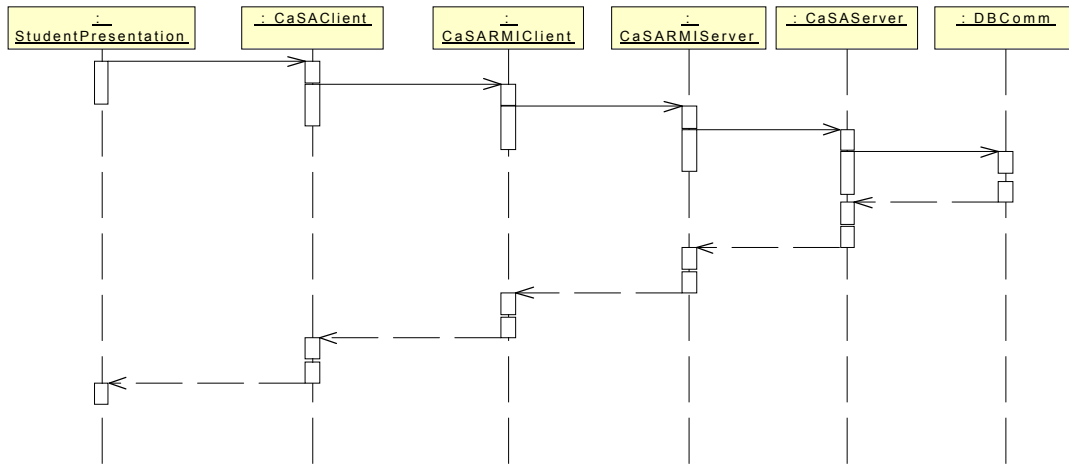 :
StudentPresentation
: CaSAClient
:
CaSARMIClient
:
CaSARMIServer
: CaSAServer
: DBComm